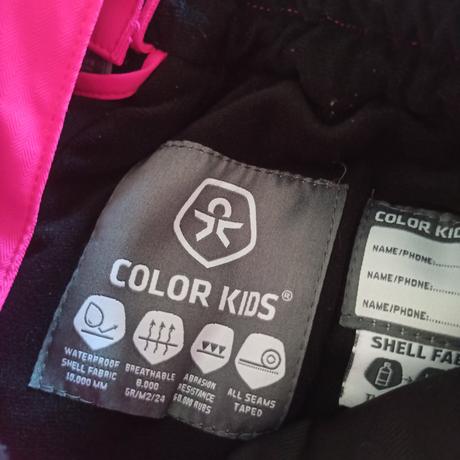 COLOR KIDS®
WATERPROOF
SHELL FABRIC
10.000 MM
BREATHABLE
8.000
GR/M2/24
ABRASION
RESISTANCE
60.000 RUBS
ALL SEAMS
TAPED
COLOR KID
NAME/PHONE:......
NAME/PHONE:.....
NAME/PHONE:.....
SHELL FAB